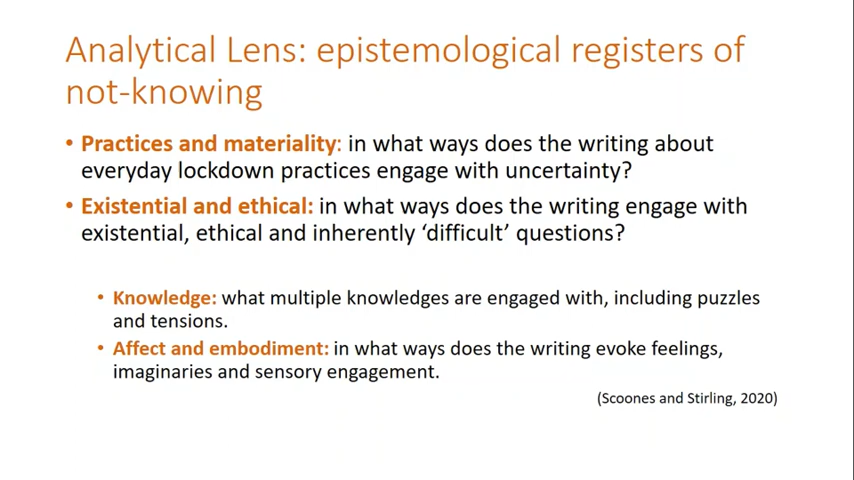 Analytical Lens: epistemological registers of
not-knowing
• Practices and materiality: in what ways does the writing about
everyday lockdown practices engage with uncertainty?
• Existential and ethical: in what ways does the writing engage with
existential, ethical and inherently ‘difficult’ questions?
• Knowledge: what multiple knowledges are engaged with, including puzzles
and tensions.
• Affect and embodiment: in what ways does the writing evoke feelings,
imaginaries and sensory engagement.
(Scoones and Stirling, 2020)